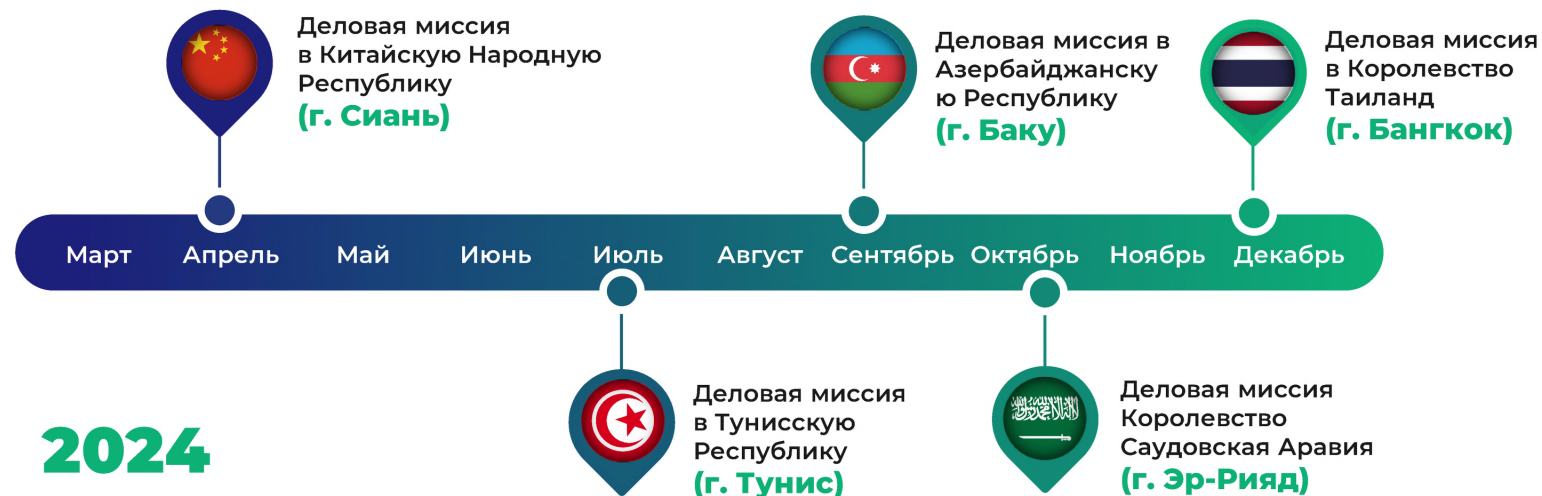 Деловая миссия
в Китайскую Народную
Республику
(г. Сиань)
Деловая миссия в
Азербайджанску
ю Республику
(г. Баку)
Деловая миссия
в Королевство
Таиланд
(г. Бангкок)
Март Апрель Май Июнь Июль Август Сентябрь Октябрь Ноябрь Декабрь
2024
Деловая миссия
в Тунисскую
Республику
(г. Тунис)
Деловая миссия
Королевство
Саудовская Аравия
(г. Эр-Рияд)